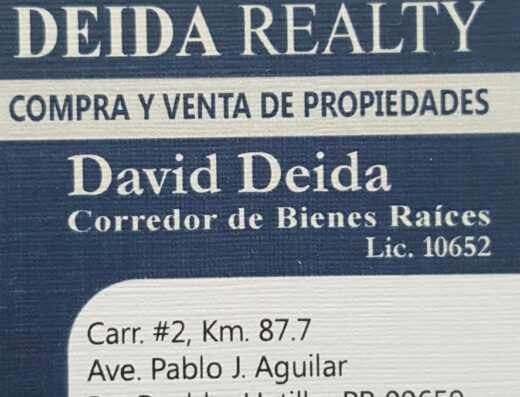 DEIDA REALTY
COMPRA Y VENTA DE PROPIEDADES
David Deida
Corredor de Bienes Raíces
Lic. 10652
Carr. #2, Km. 87.7
Ave. Pablo J. Aguilar